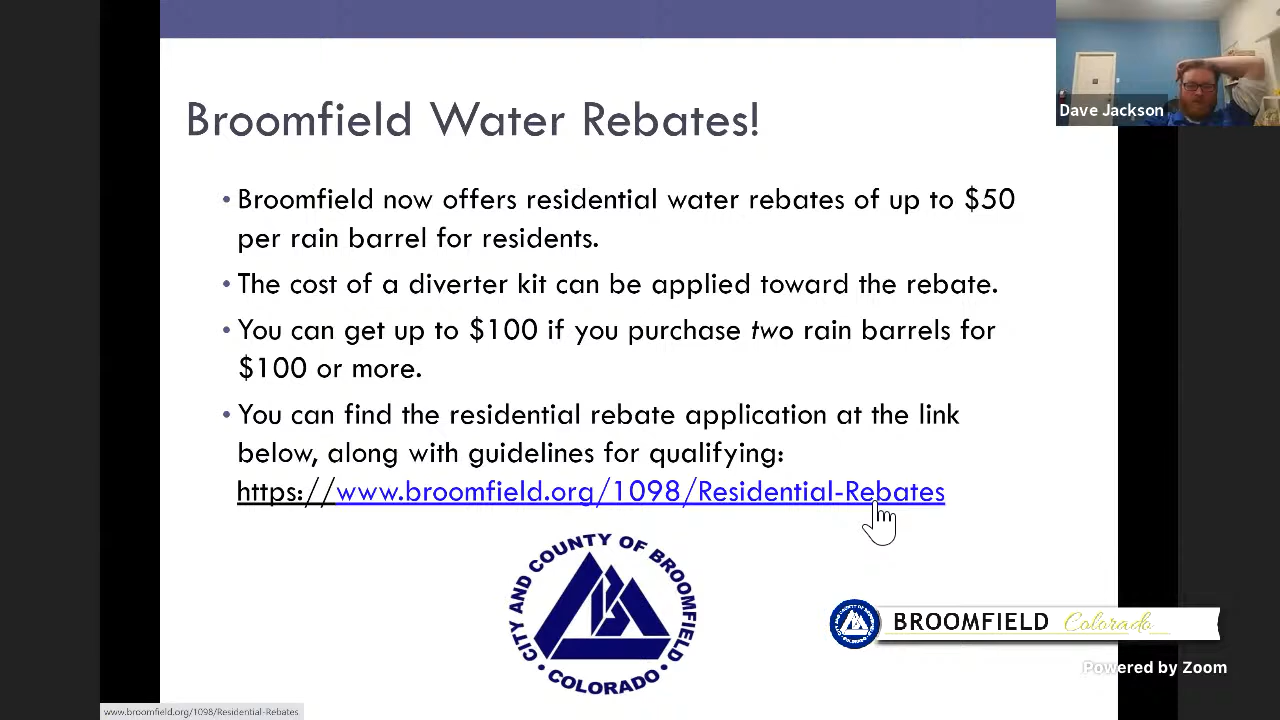 Dave Jackson
Broomfield Water Rebates!
• Broomfield now offers residential water rebates of up to $50
per rain barrel for residents.
• The cost of a diverter kit can be applied toward the rebate.
• You can get up to $100 if you purchase two rain barrels for
$100 or more.
• You can find the residential rebate application at the link
below, along with guidelines for qualifying:
https://www.broomfield.org/1098/Residential-Rebates
CITY AND COUNTY OF BROOMFIELD
• COLORADO •
BROOMFIELD Colorado
Powered by Zoom
www.broomfield.org/1098/Residential-Rebates